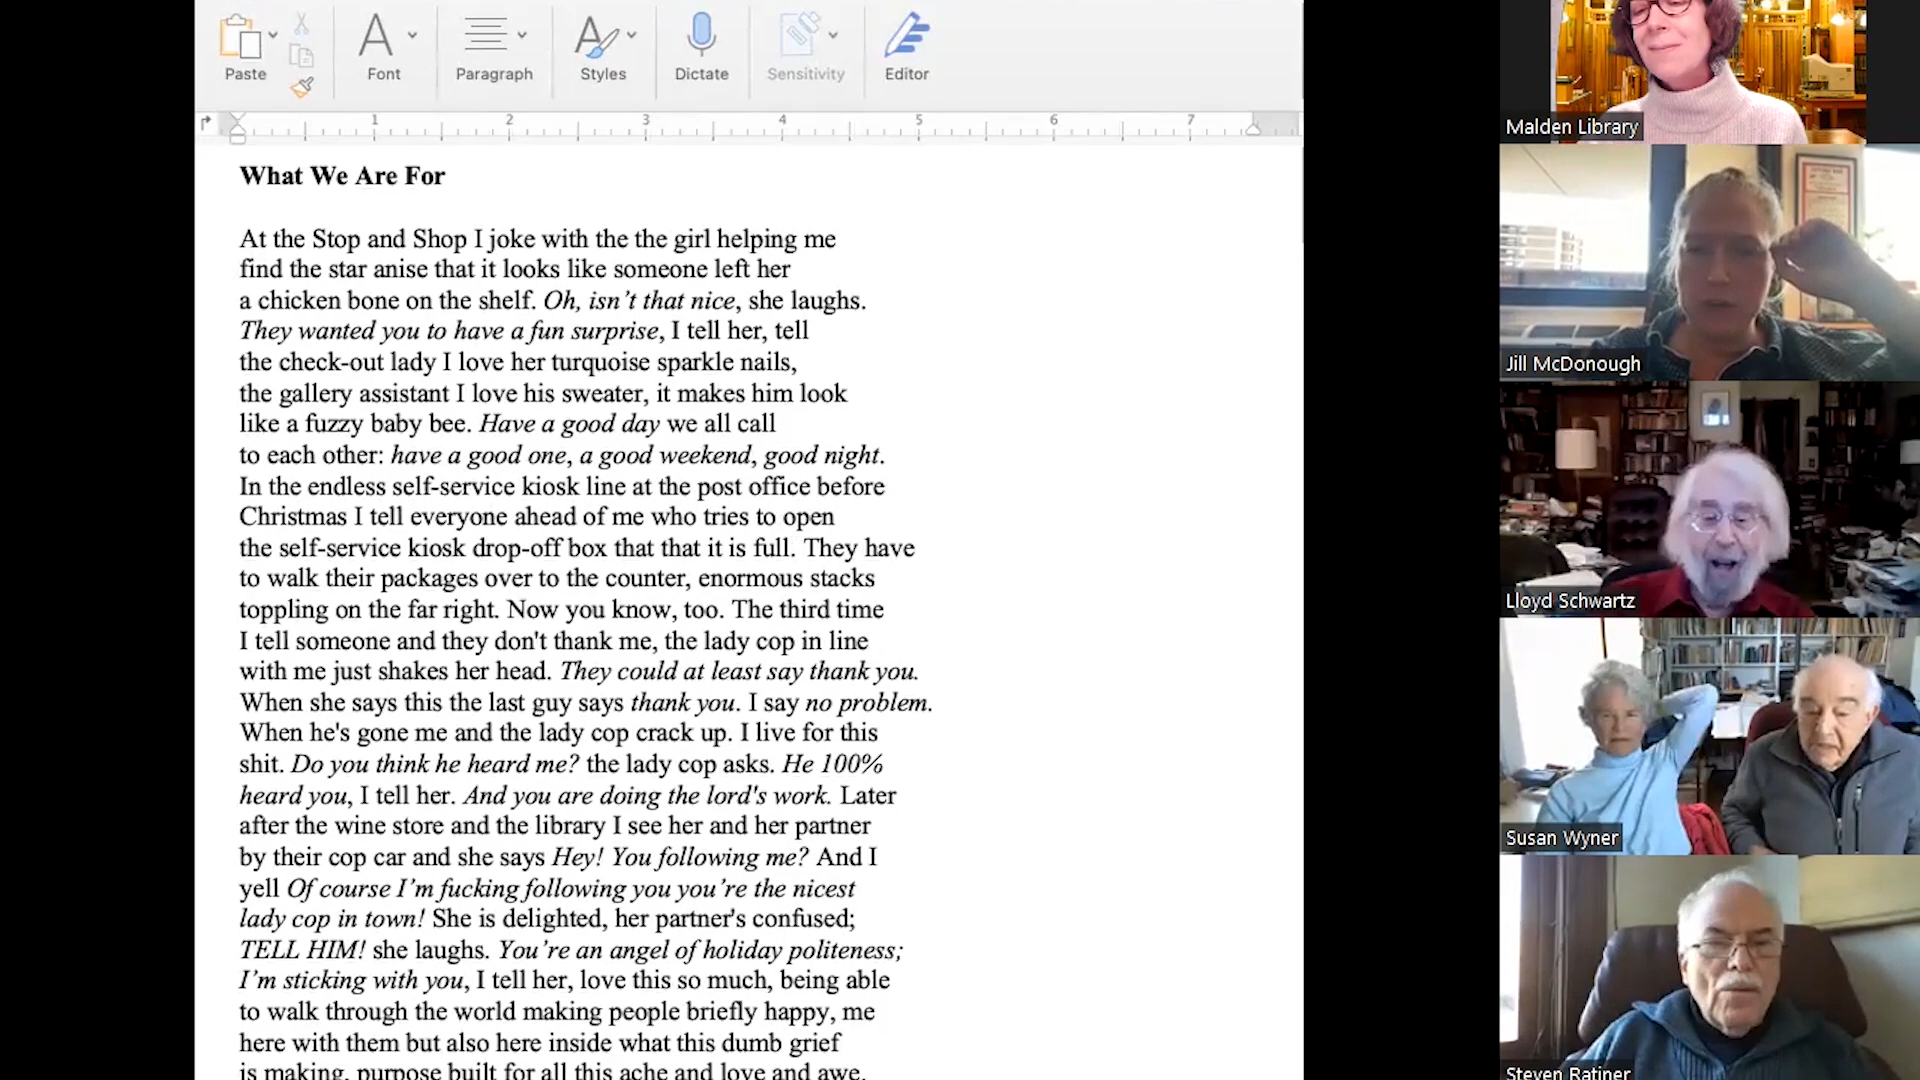 Paste
Font
Paragraph
Styles
Dictate
Sensitivity
Editor
1 2 3 4 5 6 7
What We Are For
At the Stop and Shop I joke with the the girl helping me
find the star anise that it looks like someone left her
a chicken bone on the shelf. Oh, isn’t that nice, she laughs.
They wanted you to have a fun surprise, I tell her, tell
the check-out lady I love her turquoise sparkle nails,
the gallery assistant I love his sweater, it makes him look
like a fuzzy baby bee. Have a good day we all call
to each other: have a good one, a good weekend, good night.
In the endless self-service kiosk line at the post office before
Christmas I tell everyone ahead of me who tries to open
the self-service kiosk drop-off box that that it is full. They have
to walk their packages over to the counter, enormous stacks
toppling on the far right. Now you know, too. The third time
I tell someone and they don't thank me, the lady cop in line
with me just shakes her head. They could at least say thank you.
When she says this the last guy says thank you. I say no problem.
When he's gone me and the lady cop crack up. I live for this
shit. Do you think he heard me? the lady cop asks. He 100%
heard you, I tell her. And you are doing the lord's work. Later
after the wine store and the library I see her and her partner
by their cop car and she says Hey! You following me? And I
yell Of course I’m fucking following you you’re the nicest
lady cop in town! She is delighted, her partner's confused;
TELL HIM! she laughs. You’re an angel of holiday politeness;
I’m sticking with you, I tell her, love this so much, being able
to walk through the world making people briefly happy, me
here with them but also here inside what this dumb grief
is making, purpose built for all this ache and love and awe.
Malden Library
Jill McDonough
Lloyd Schwartz
Susan Wyner
Steven Ratiner